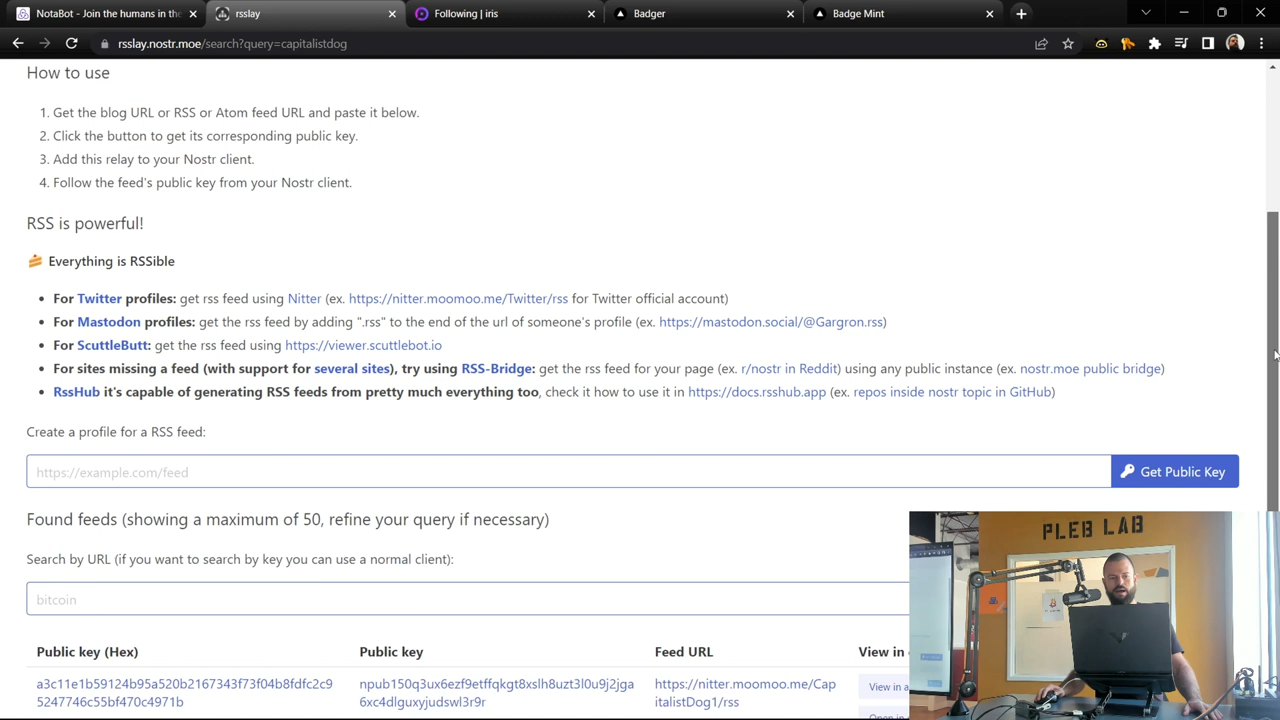 NotaBot - Join the humans in the
rsslay
Following | iris
Badger
Badge Mint
rsslay.nostr.moe/search?query=capitalistdog
How to use
1. Get the blog URL or RSS or Atom feed URL and paste it below.
2. Click the button to get its corresponding public key.
3. Add this relay to your Nostr client.
4. Follow the feed's public key from your Nostr client.
RSS is powerful!
Everything is RSSible
• For Twitter profiles: get rss feed using Nitter (ex. https://nitter.moomoo.me/Twitter/rss for Twitter official account)
• For Mastodon profiles: get the rss feed by adding ".rss" to the end of the url of someone's profile (ex. https://mastodon.social/@Gargron.rss)
• For ScuttleButt: get the rss feed using https://viewer.scuttlebot.io
• For sites missing a feed (with support for several sites), try using RSS-Bridge: get the rss feed for your page (ex. r/nostr in Reddit) using any public instance (ex. nostr.moe public bridge)
• RssHub it's capable of generating RSS feeds from pretty much everything too, check it how to use it in https://docs.rsshub.app (ex. repos inside nostr topic in GitHub)
Create a profile for a RSS feed:
https://example.com/feed
Get Public Key
Found feeds (showing a maximum of 50, refine your query if necessary)
Search by URL (if you want to search by key you can use a normal client):
bitcoin
PLEB LAB
Public key (Hex)
Public key
Feed URL
View in
a3c11e1b59124b95a520b2167343f73f04b8fdfc2c9
5247746c55bf470c4971b
npub150q3ux6ezf9etffqkgt8xslh8uzt3l0u9j2jga
6xc4dlguxyjudswl3r9r
https://nitter.moomoo.me/Cap
italistDog1/rss
View in a
Open in